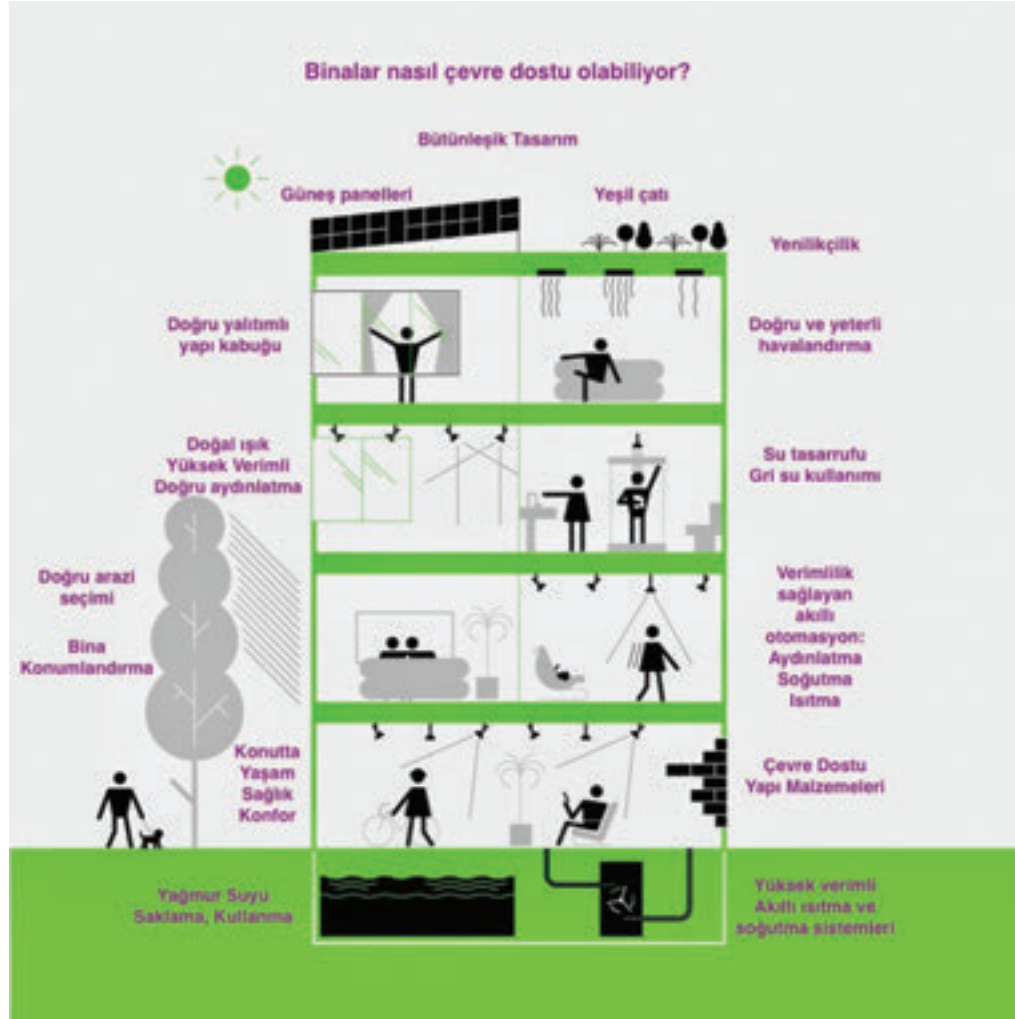 Binalar nasıl çevre dostu olabiliyor?
Bütünleşik Tasarım
Güneş panelleri
Yeşil çatı
Yenilikçilik
Doğru yalıtımlı
yapı kabuğu
Doğru ve yeterli
havalandırma
Doğal ışık
Yüksek Verimli
Doğru aydınlatma
Su tasarrufu
Gri su kullanımı
Doğru arazi
seçimi
Bina
Konumlandırma
Verimlilik
sağlayan
akıllı
otomasyon:
Aydınlatma
Soğutma
Isıtma
Konutta
Yaşam
Sağlık
Konfor
Çevre Dostu
Yapı Malzemeleri
Yağmur Suyu
Saklama, Kullanma
Yüksek verimli
Akıllı ısıtma ve
soğutma sistemleri